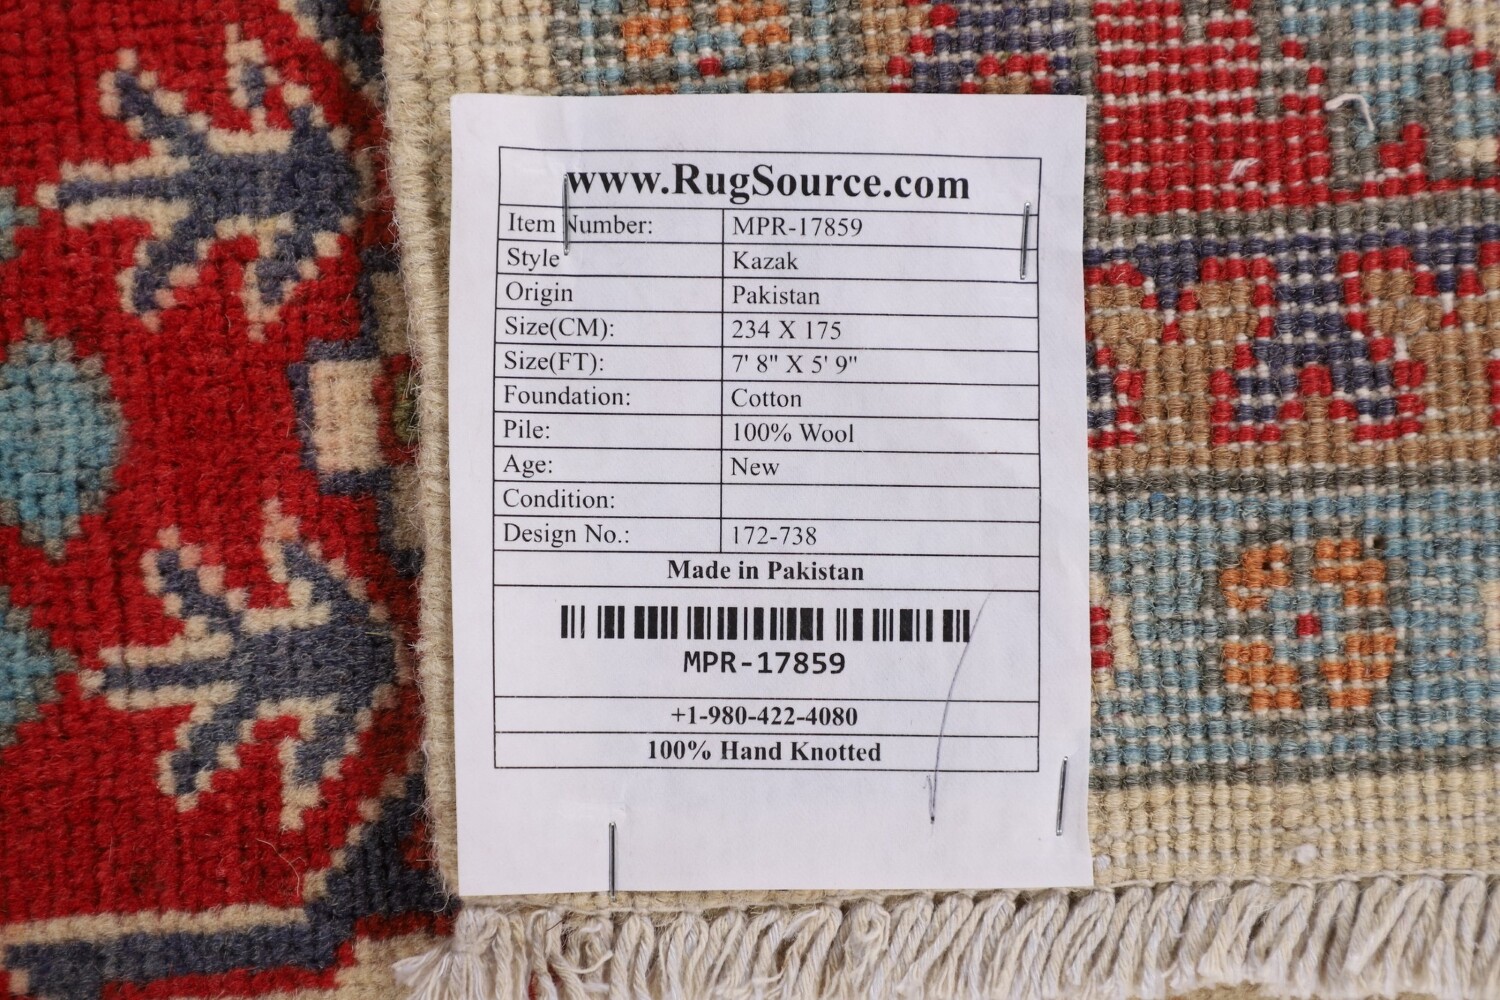 www.RugSource.com
Item Number: MPR-17859
Style Kazak
Origin Pakistan
Size(CM): 234 X 175
Size(FT): 7' 8" X 5' 9"
Foundation: Cotton
Pile: 100% Wool
Age: New
Condition:
Design No.: 172-738
Made in Pakistan
MPR-17859
+1-980-422-4080
100% Hand Knotted